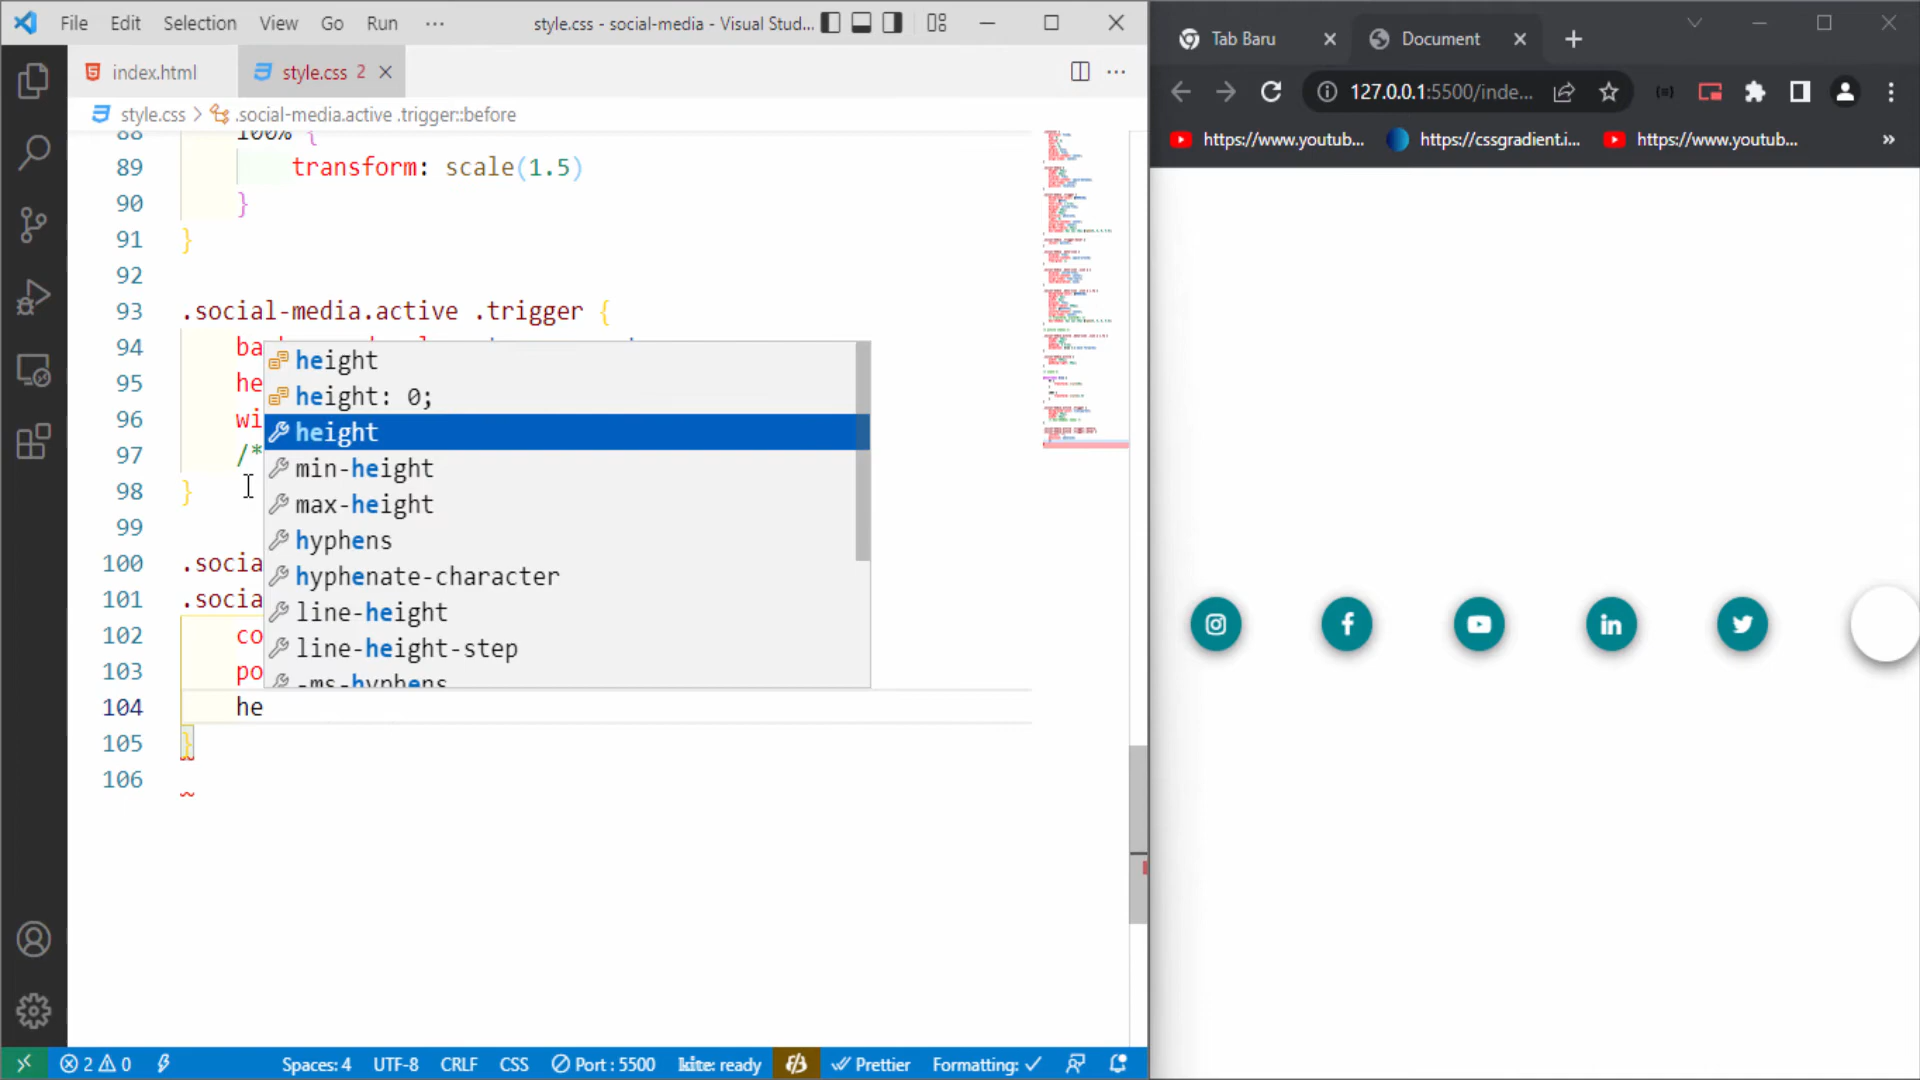 File Edit Selection View Go Run ···
style.css - social-media - Visual Stud...
index.html
style.css 2
style.css > .social-media.active .trigger::before
88 100% {
89 transform: scale(1.5)
90 }
91 }
92
93 .social-media.active .trigger {
94 ba
95 he
96 wi
97 /*
98 }
99
100 .socia
101 .socia
102 co
103 po
104 he
105 }
106
height
height: 0;
height
min-height
max-height
hyphens
hyphenate-character
line-height
line-height-step
-ms-hyphens
2 0
Spaces: 4
UTF-8
CRLF
CSS
Port : 5500
kite: ready
Prettier
Formatting: ✓
Tab Baru
Document
127.0.0.1:5500/inde...
https://www.youtub...
https://cssgradient.i...
https://www.youtub...
»
in